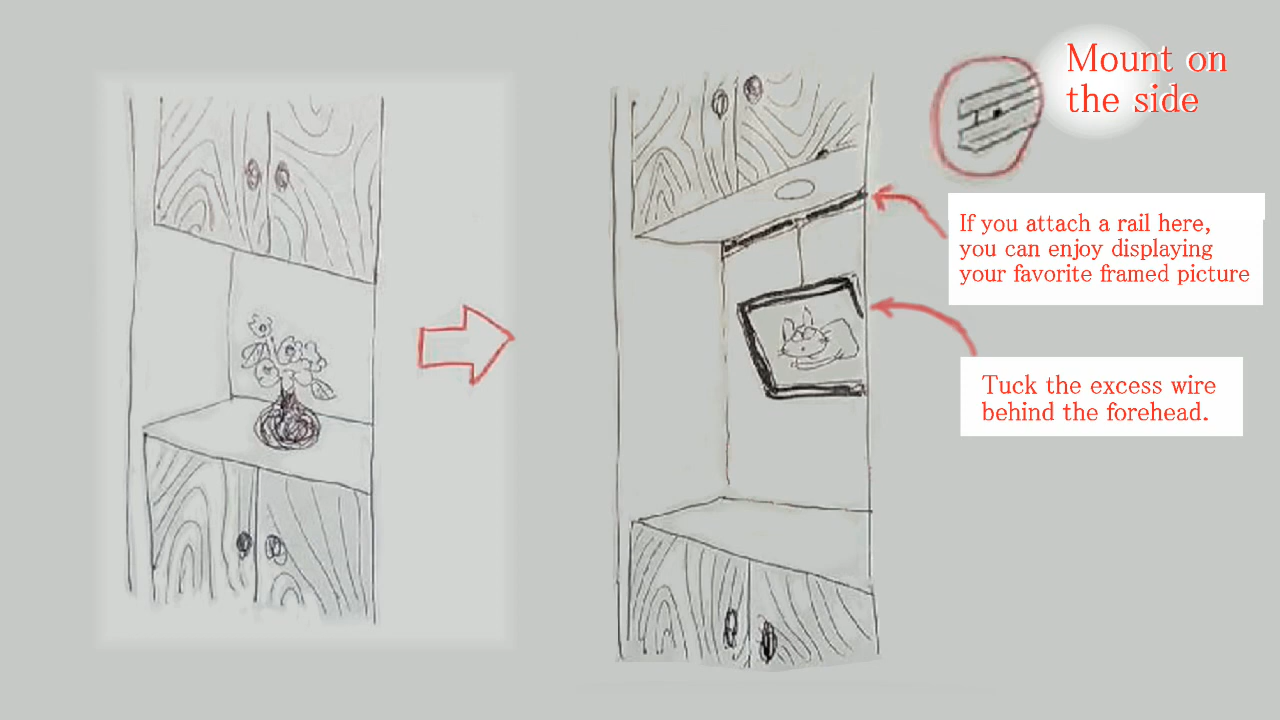 Mount on
the side
If you attach a rail here,
you can enjoy displaying
your favorite framed picture
Tuck the excess wire
behind the forehead.